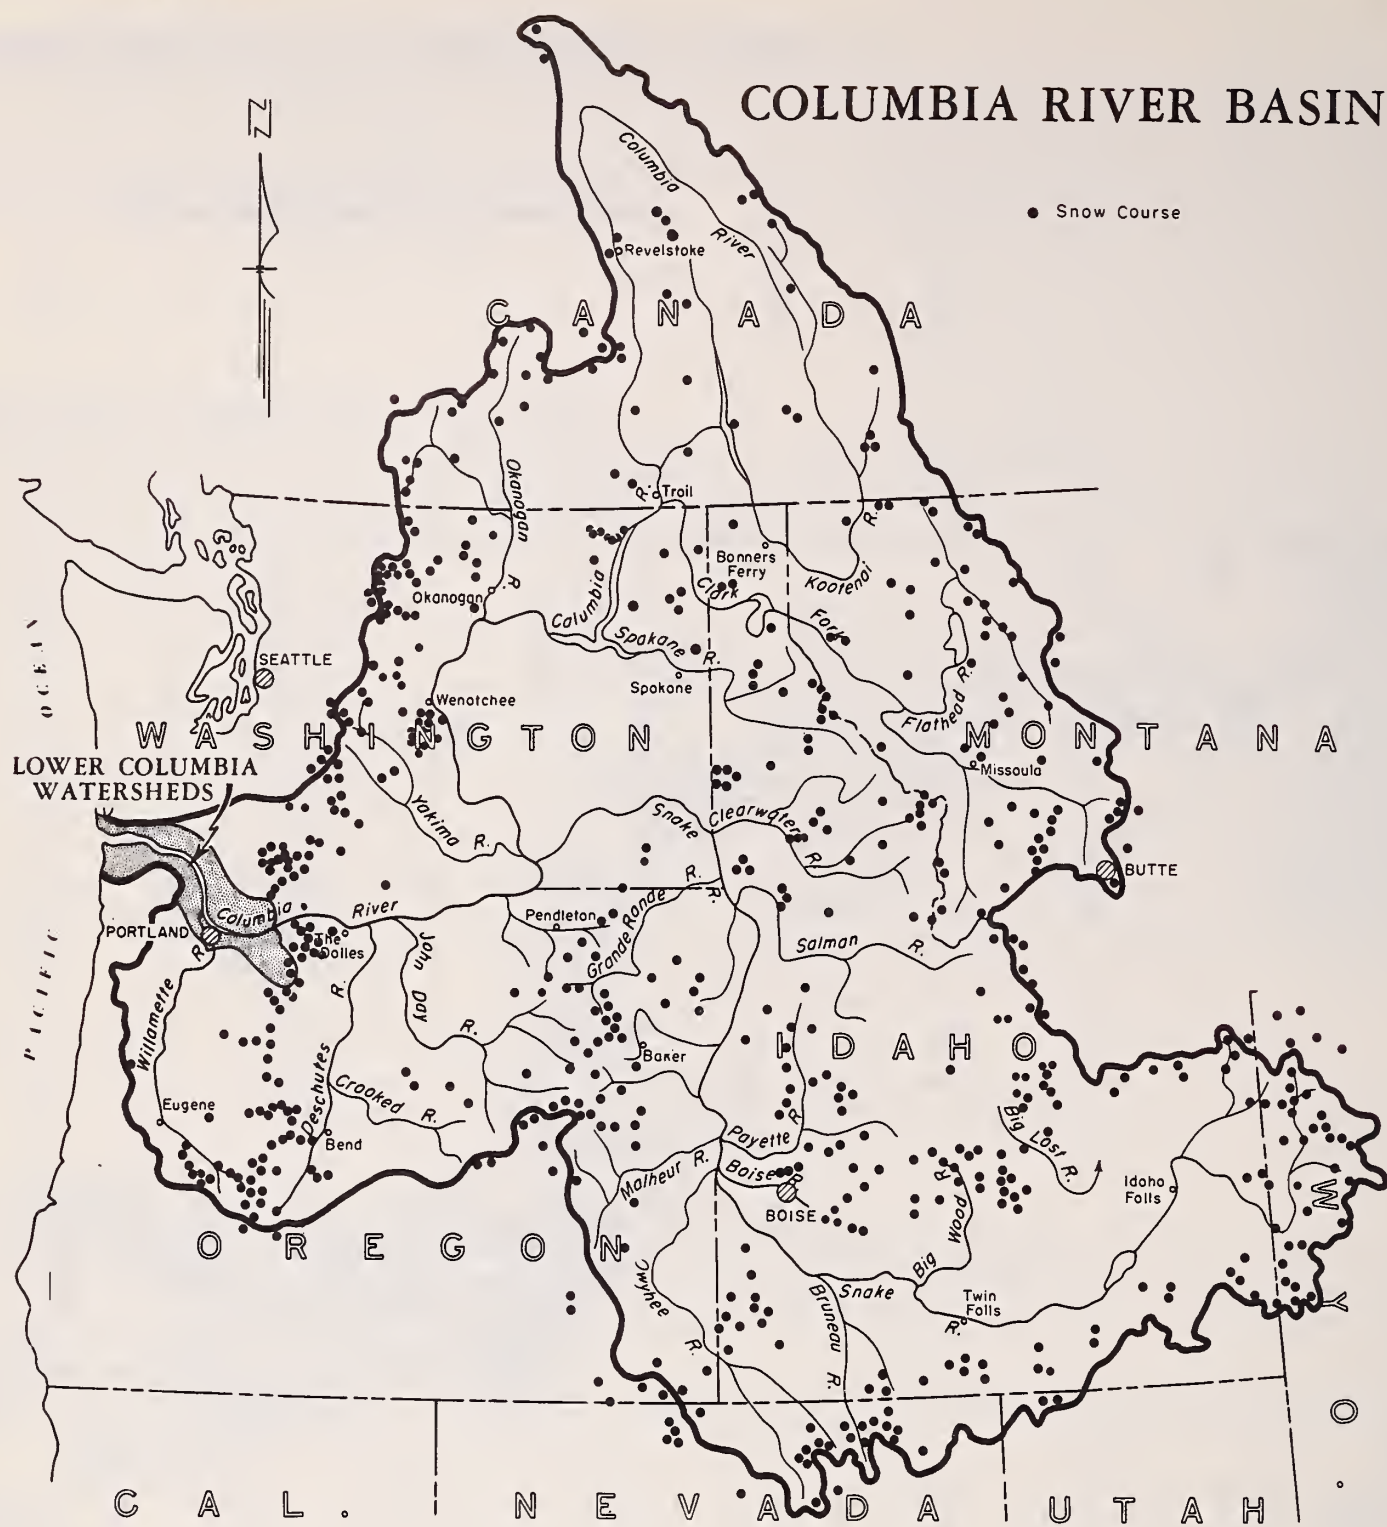 COLUMBIA RIVER BASIN
N
Snow Course
Columbia
River
Revelstoke
CANADA
Okanogan
R.
R.
Trail
R.
Bonners
Ferry
Kootenai
Okanogan
Columbia
Clark
Fork
Spokane
R.
Spokane
SEATTLE
OCEAN
Wenatchee
Flathead R.
WASHINGTON
MONTANA
LOWER COLUMBIA
WATERSHEDS
Missoula
Yakima
R.
Snake
Clearwater
R.
R.
R.
BUTTE
Columbia
River
Pendleton
Grande Ronde
PORTLAND
The
Dalles
R.
John
Day
R.
Salmon
R.
PACIFIC
Willamette
R.
Deschutes
Baker
IDAHO
Crooked
R.
Eugene
Bend
Payette
R.
Big
Lost
R.
Malheur R.
Boise
R.
BOISE
R.
Wood
Big
Idaho
Falls
W
OREGON
Owyhee
R.
Bruneau
R.
Snake
R.
Twin
Falls
Y
O
.
CAL.
NEVADA
UTAH